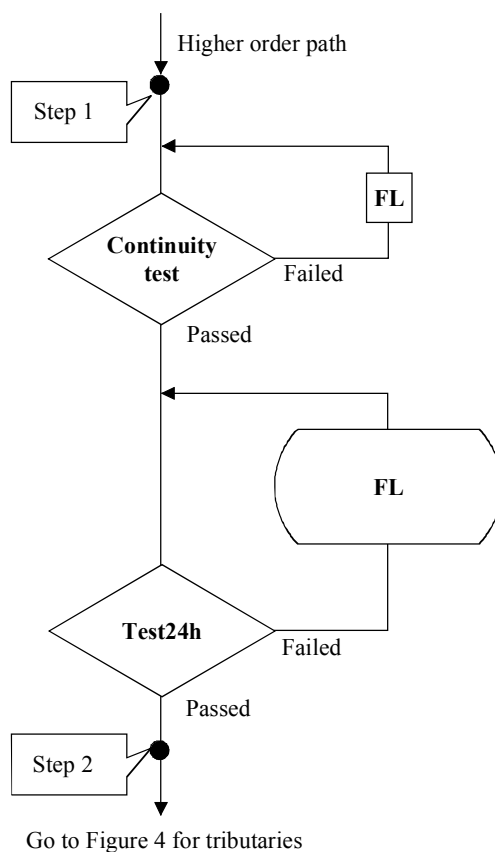 Higher order path
Step 1
FL
Continuity
test
Failed
Passed
FL
Test24h
Failed
Passed
Step 2
Go to Figure 4 for tributaries